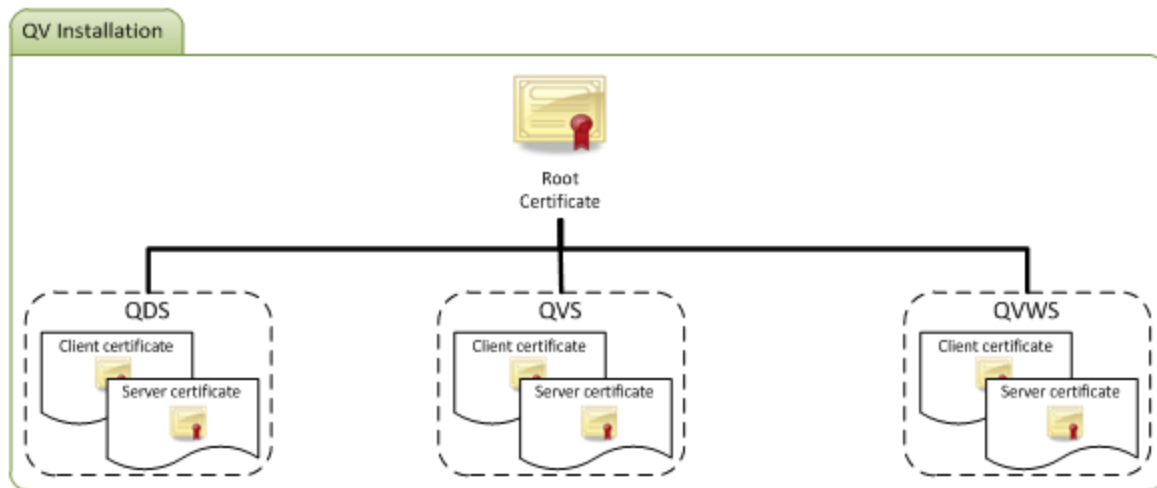 QV Installation
Root
Certificate
QDS
Client certificate
Server certificate
QVS
Client certificate
Server certificate
QVWS
Client certificate
Server certificate